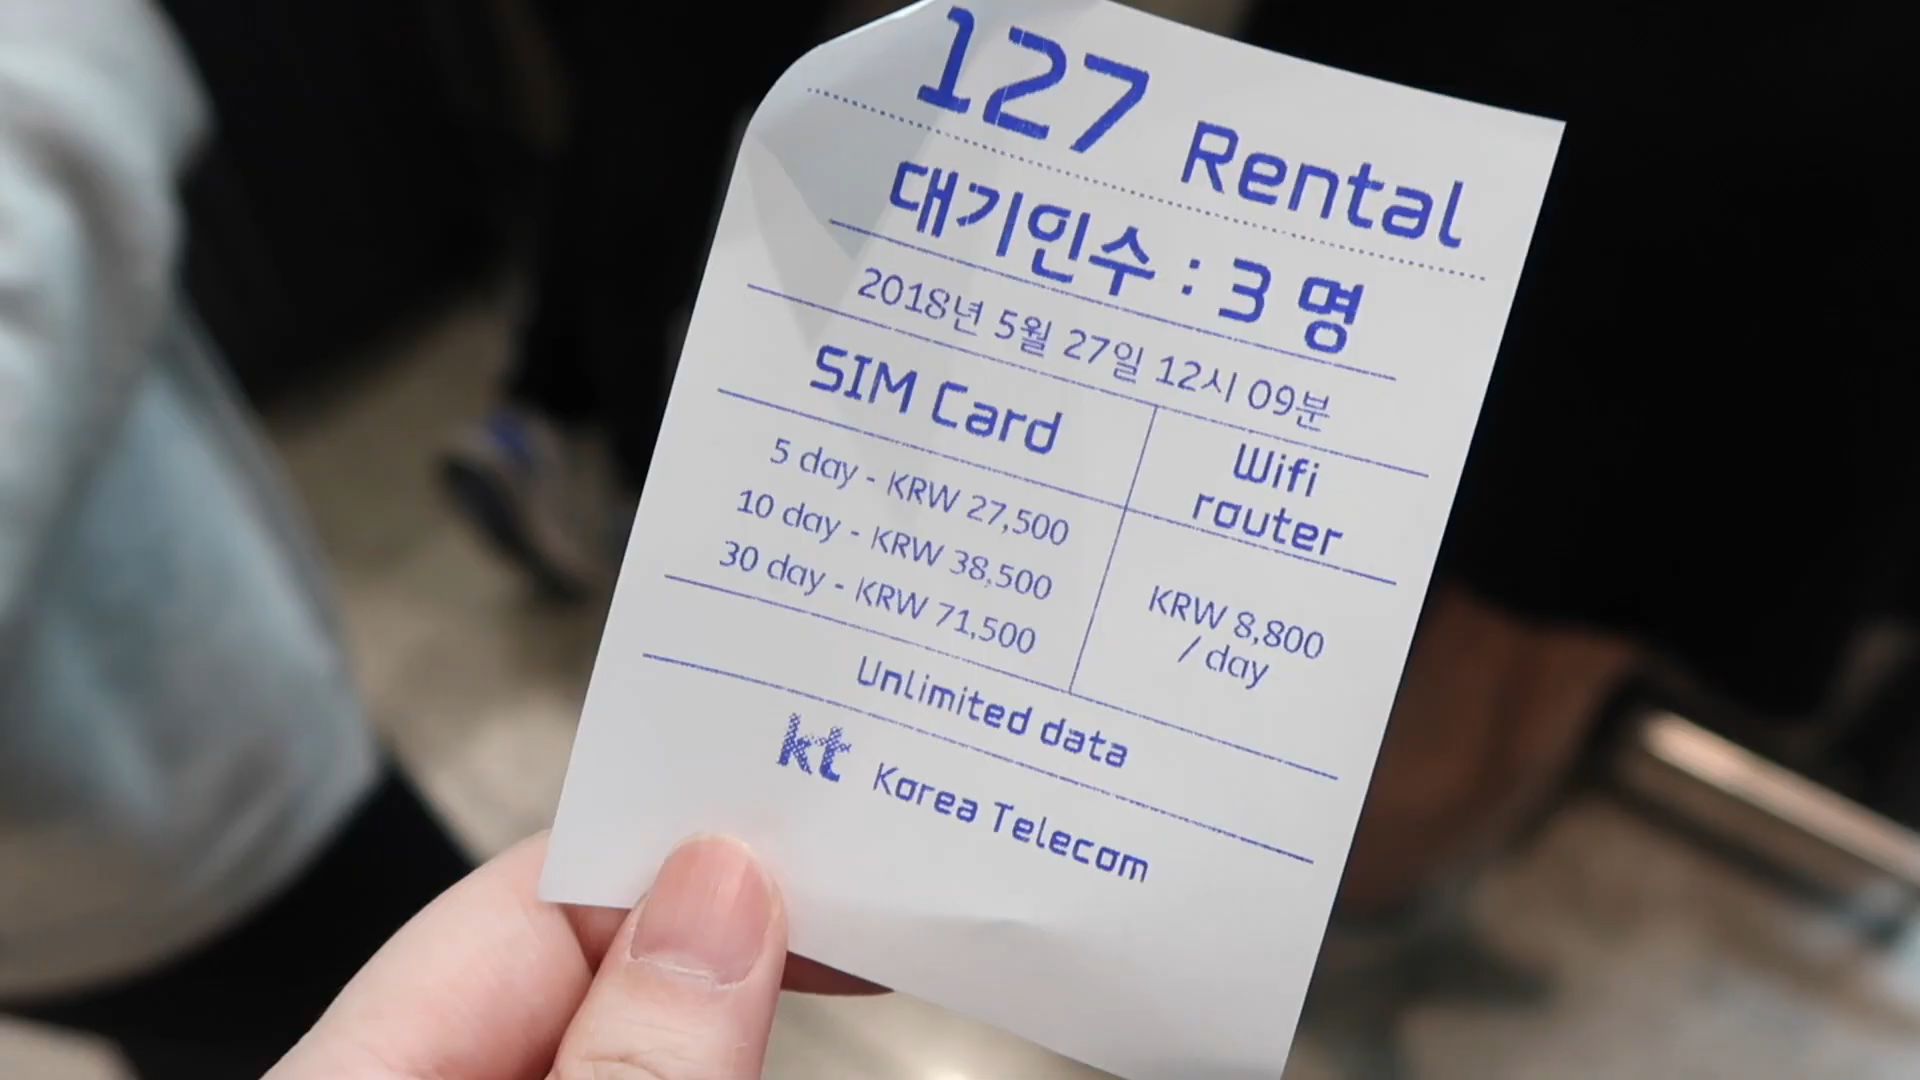 127 Rental
대기인수 : 3 명
2018년 5월 27일 12시 09분
SIM Card
5 day - KRW 27,500
10 day - KRW 38,500
30 day - KRW 71,500
Wifi
router
KRW 8,800
/ day
Unlimited data
kt Korea Telecom